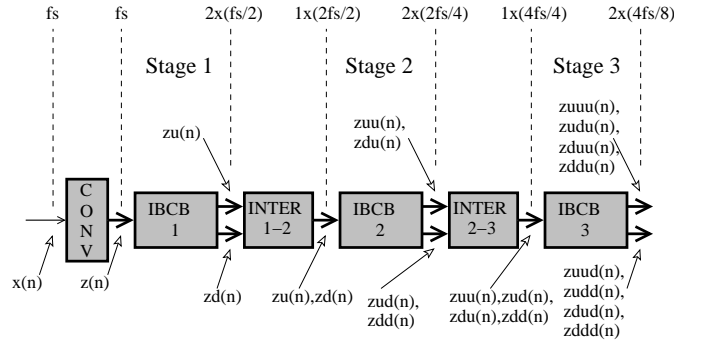 fs fs 2x(fs/2) 1x(2fs/2) 2x(2fs/4) 1x(4fs/4) 2x(4fs/8)
Stage 1 Stage 2 Stage 3
zu(n)
zuu(n),
zdu(n)
zuuu(n),
zudu(n),
zduu(n),
zddu(n)
CONV
IBCB
1
INTER
1−2
IBCB
2
INTER
2−3
IBCB
3
x(n) z(n) zd(n) zu(n),zd(n)
zud(n),
zdd(n)
zuu(n),zud(n),
zdu(n),zdd(n)
zuud(n),
zudd(n),
zdud(n),
zddd(n)